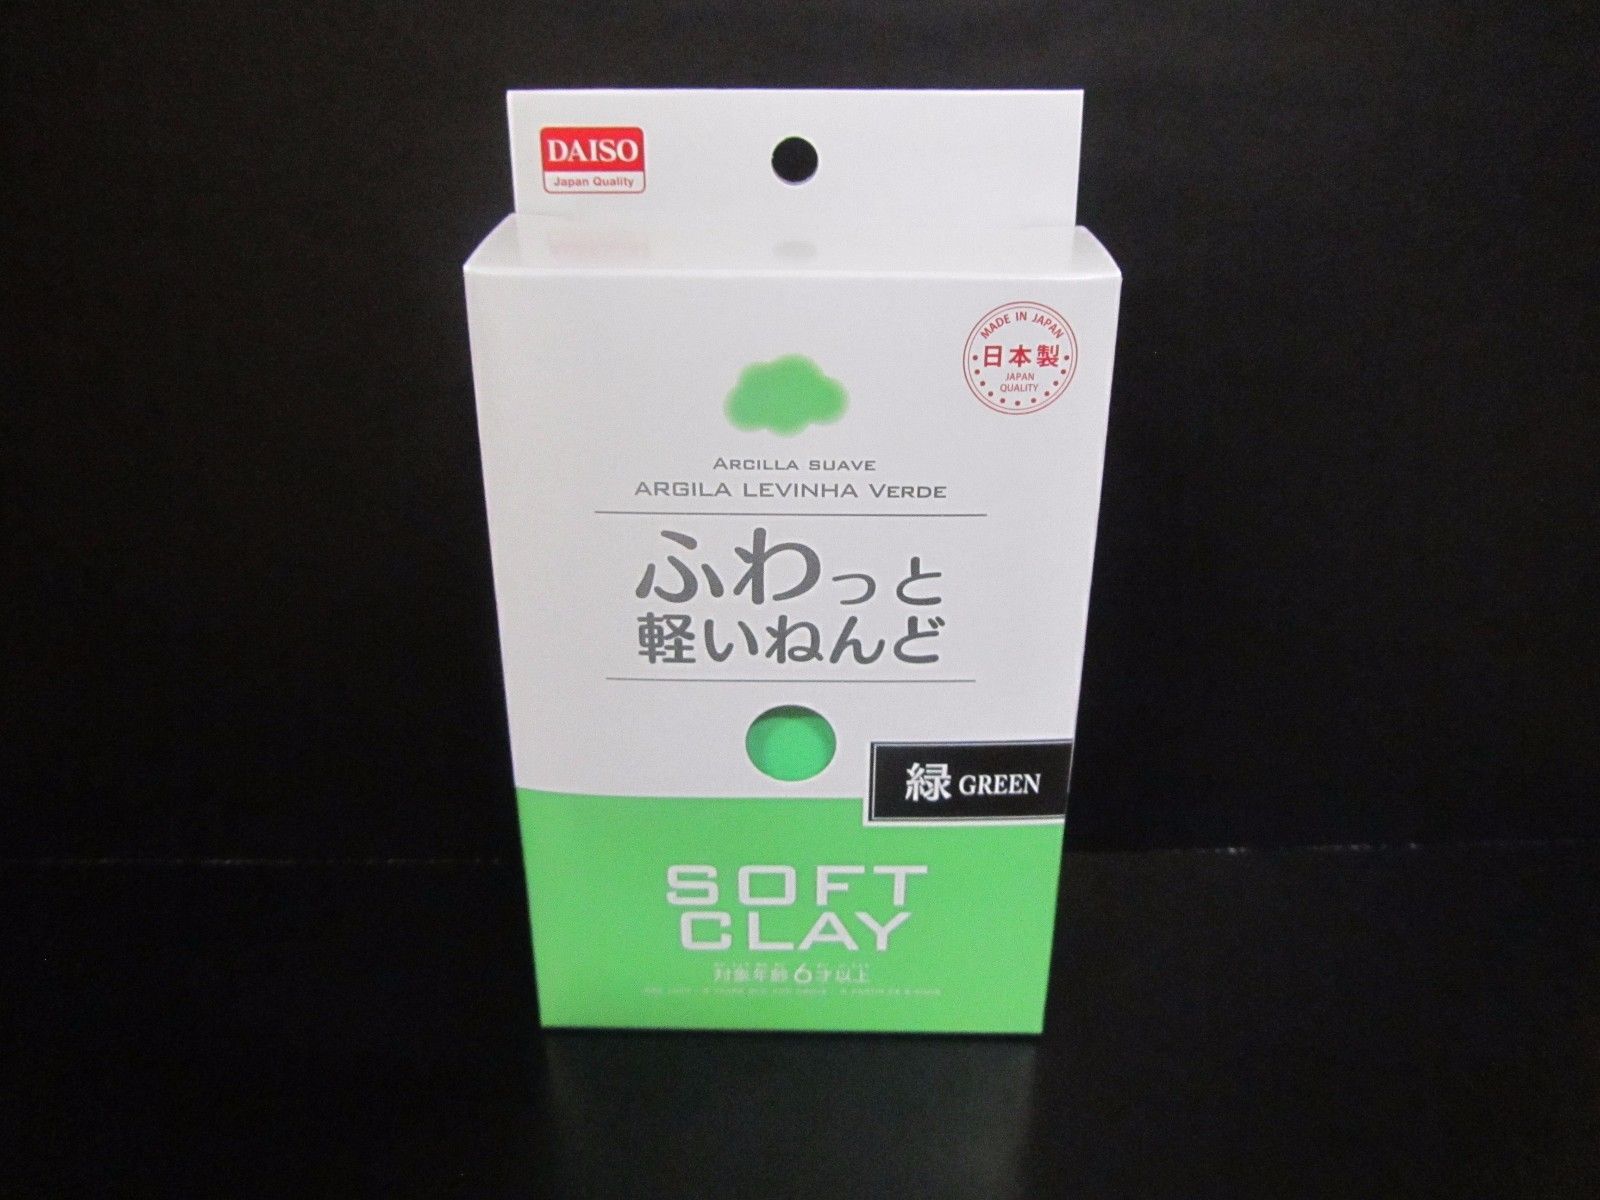 DAISO
Japan Quality
MADE IN JAPAN
日本製
JAPAN
QUALITY
ARCILLA SUAVE
ARGILA LEVINHA VERDE
ふわっと
軽いねんど
緑 GREEN
SOFT
CLAY
対象年齢6才以上